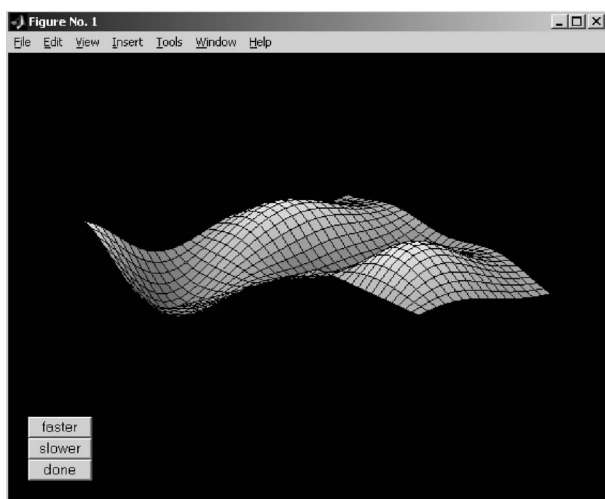 Figure No. 1
File Edit View Insert Tools Window Help
faster
slower
done